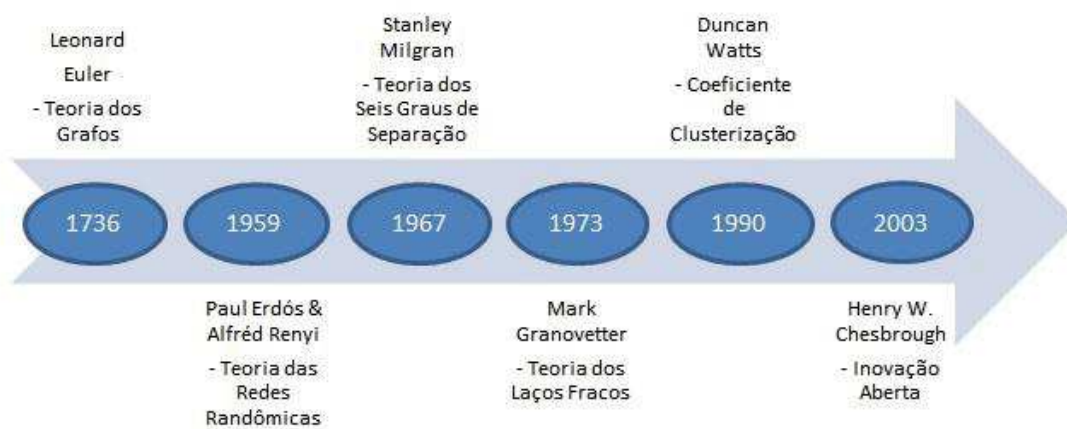 Leonard
Euler
- Teoria dos
Grafos
Stanley
Milgran
- Teoria dos
Seis Graus de
Separação
Duncan
Watts
- Coeficiente
de
Clusterização
1736
1959
1967
1973
1990
2003
Paul Erdós &
Alfréd Renyi
- Teoria das
Redes
Randômicas
Mark
Granovetter
- Teoria dos
Laços Fracos
Henry W.
Chesbrough
- Inovação
Aberta